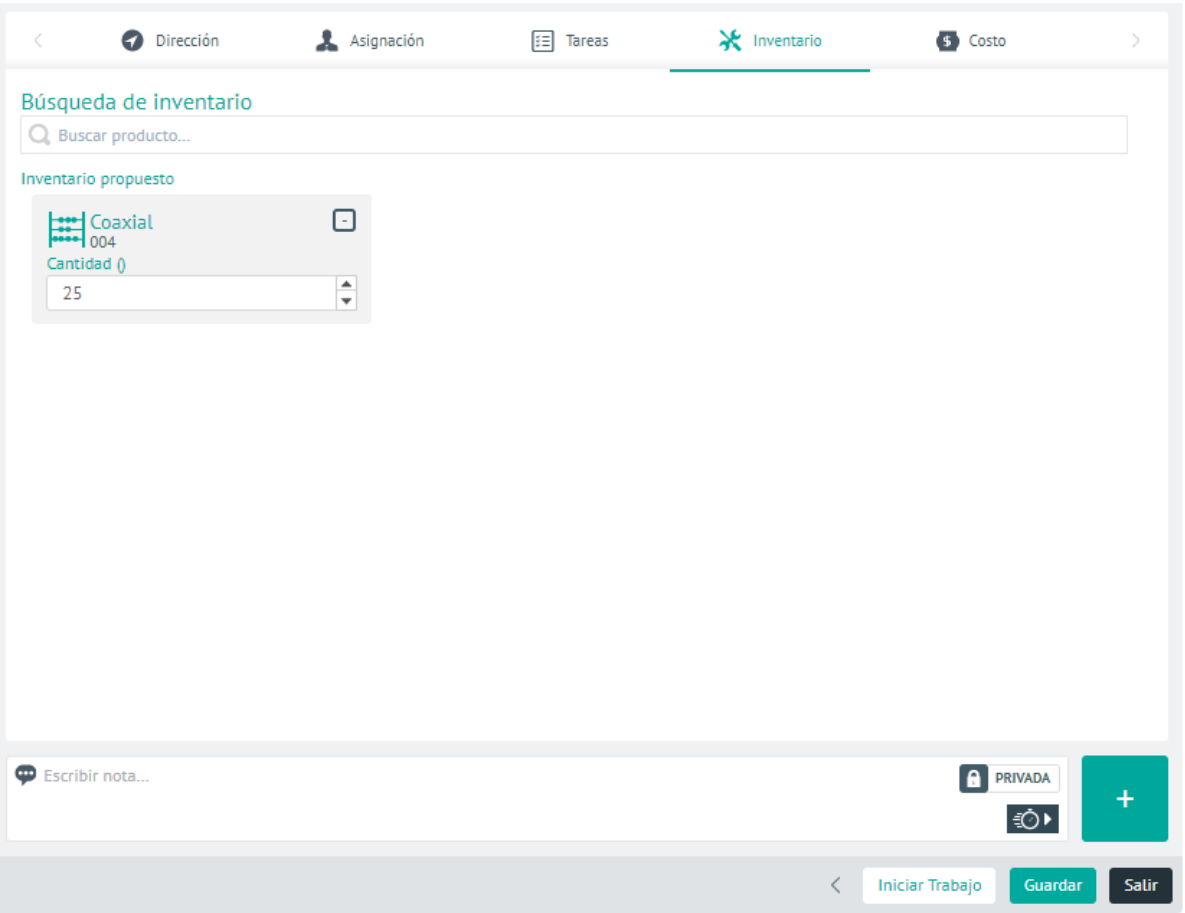 Dirección
Asignación
Tareas
Inventario
Costo
Búsqueda de inventario
Buscar producto...
Inventario propuesto
Coaxial
004
Cantidad ()
25
Escribir nota...
PRIVADA
Iniciar Trabajo
Guardar
Salir